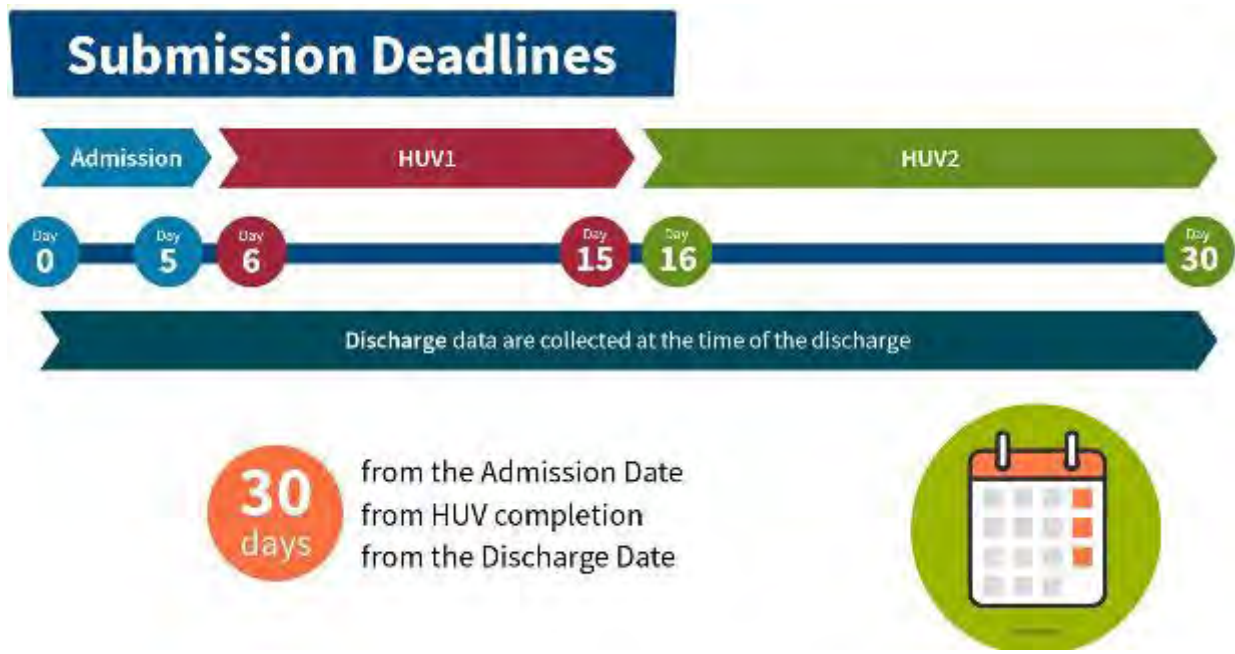 Submission Deadlines
Admission
HUV1
HUV2
Day
0
Day
5
Day
6
Day
15
Day
16
Day
30
Discharge data are collected at the time of the discharge
30
days
from the Admission Date
from HUV completion
from the Discharge Date